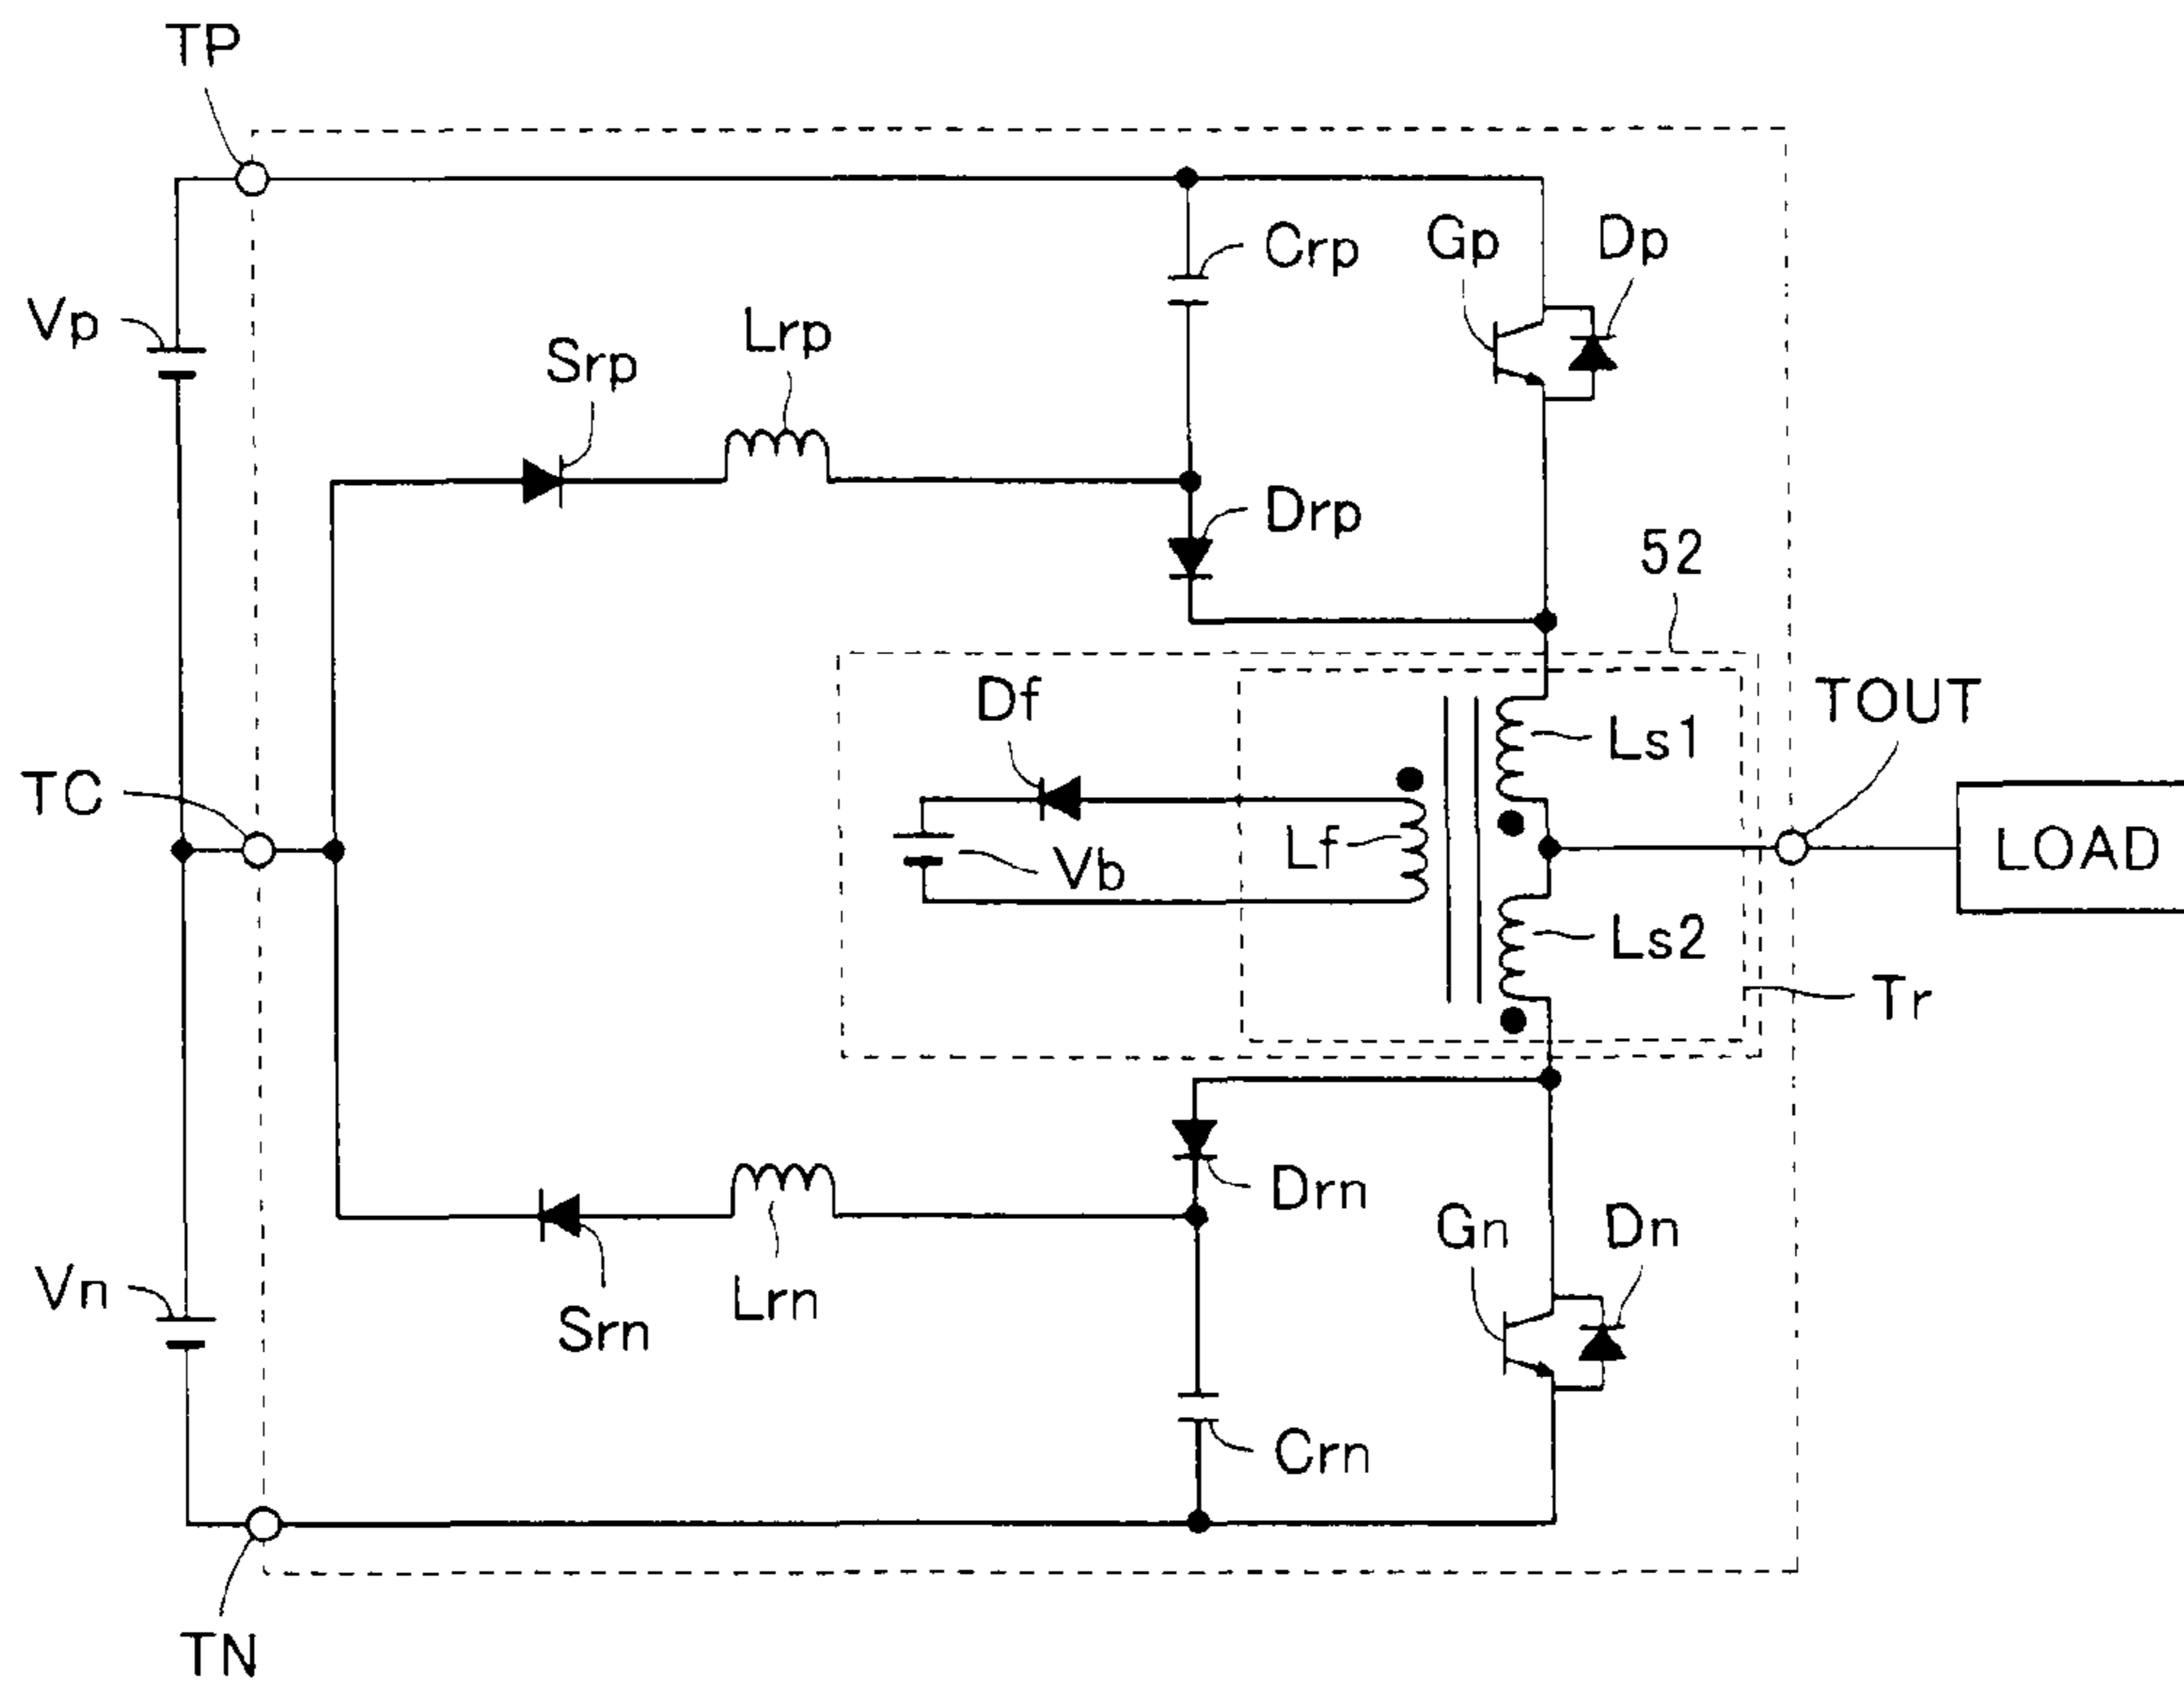 TP
Crp
Gp
Dp
Vp
Lrp
Srp
Drp
52
Df
TOUT
Ls1
TC
Lf
Vb
LOAD
Ls2
Tr
Drn
Gn
Dn
Vn
Lrn
Srn
Crn
TN